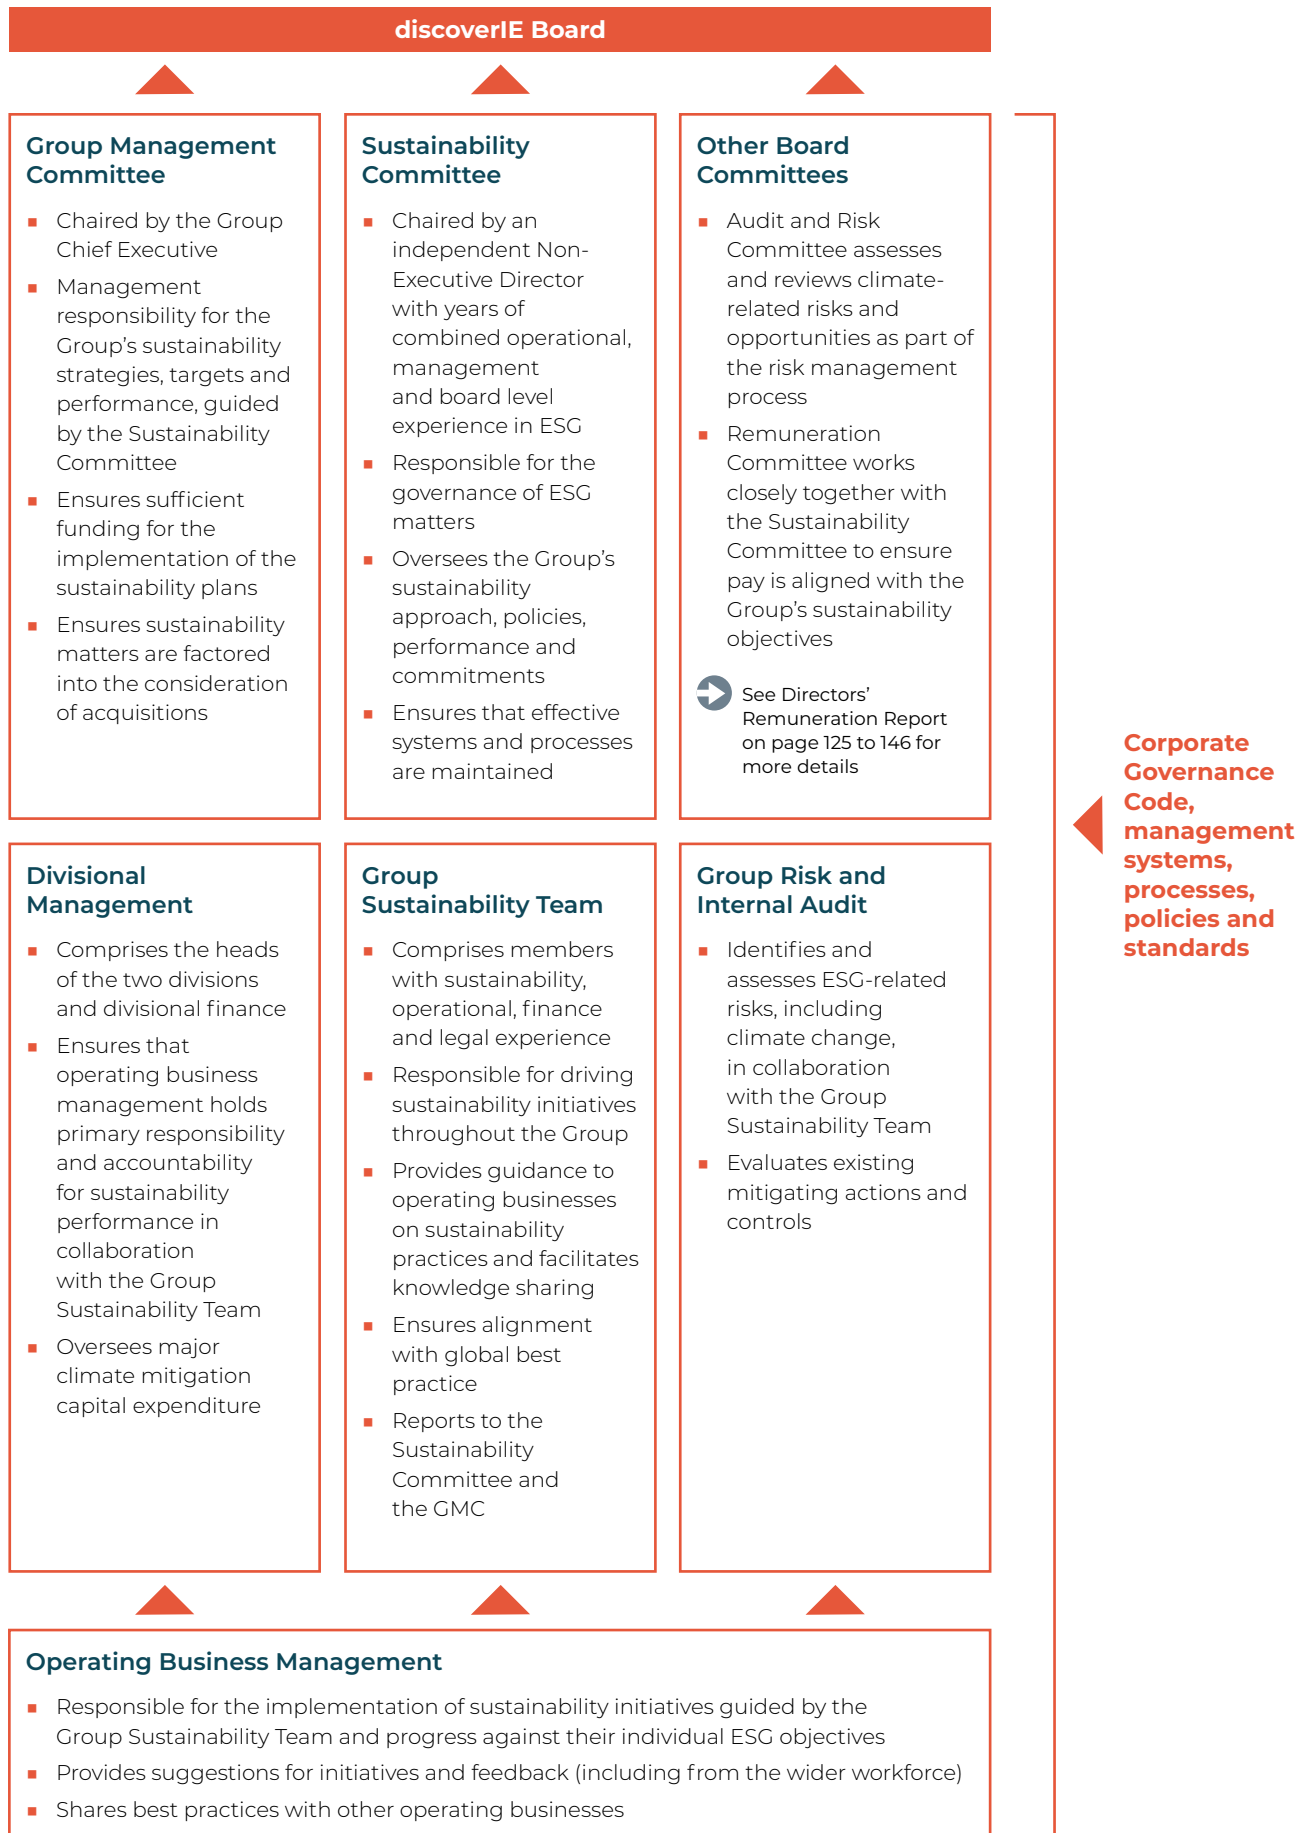 discoverIE Board
Group Management
Committee
Chaired by the Group
Chief Executive
Management
responsibility for the
Group’s sustainability
strategies, targets and
performance, guided
by the Sustainability
Committee
Ensures sufficient
funding for the
implementation of the
sustainability plans
Ensures sustainability
matters are factored
into the consideration
of acquisitions
Sustainability
Committee
Chaired by an
independent Non-
Executive Director
with years of
combined operational,
management
and board level
experience in ESG
Responsible for the
governance of ESG
matters
Oversees the Group’s
sustainability
approach, policies,
performance and
commitments
Ensures that effective
systems and processes
are maintained
Other Board
Committees
Audit and Risk
Committee assesses
and reviews climate-
related risks and
opportunities as part of
the risk management
process
Remuneration
Committee works
closely together with
the Sustainability
Committee to ensure
pay is aligned with the
Group’s sustainability
objectives
See Directors’
Remuneration Report
on page 125 to 146 for
more details
Divisional
Management
Comprises the heads
of the two divisions
and divisional finance
Ensures that
operating business
management holds
primary responsibility
and accountability
for sustainability
performance in
collaboration
with the Group
Sustainability Team
Oversees major
climate mitigation
capital expenditure
Group
Sustainability Team
Comprises members
with sustainability,
operational, finance
and legal experience
Responsible for driving
sustainability initiatives
throughout the Group
Provides guidance to
operating businesses
on sustainability
practices and facilitates
knowledge sharing
Ensures alignment
with global best
practice
Reports to the
Sustainability
Committee and
the GMC
Group Risk and
Internal Audit
Identifies and
assesses ESG-related
risks, including
climate change,
in collaboration
with the Group
Sustainability Team
Evaluates existing
mitigating actions and
controls
Operating Business Management
Responsible for the implementation of sustainability initiatives guided by the
Group Sustainability Team and progress against their individual ESG objectives
Provides suggestions for initiatives and feedback (including from the wider workforce)
Shares best practices with other operating businesses
Corporate
Governance
Code,
management
systems,
processes,
policies and
standards